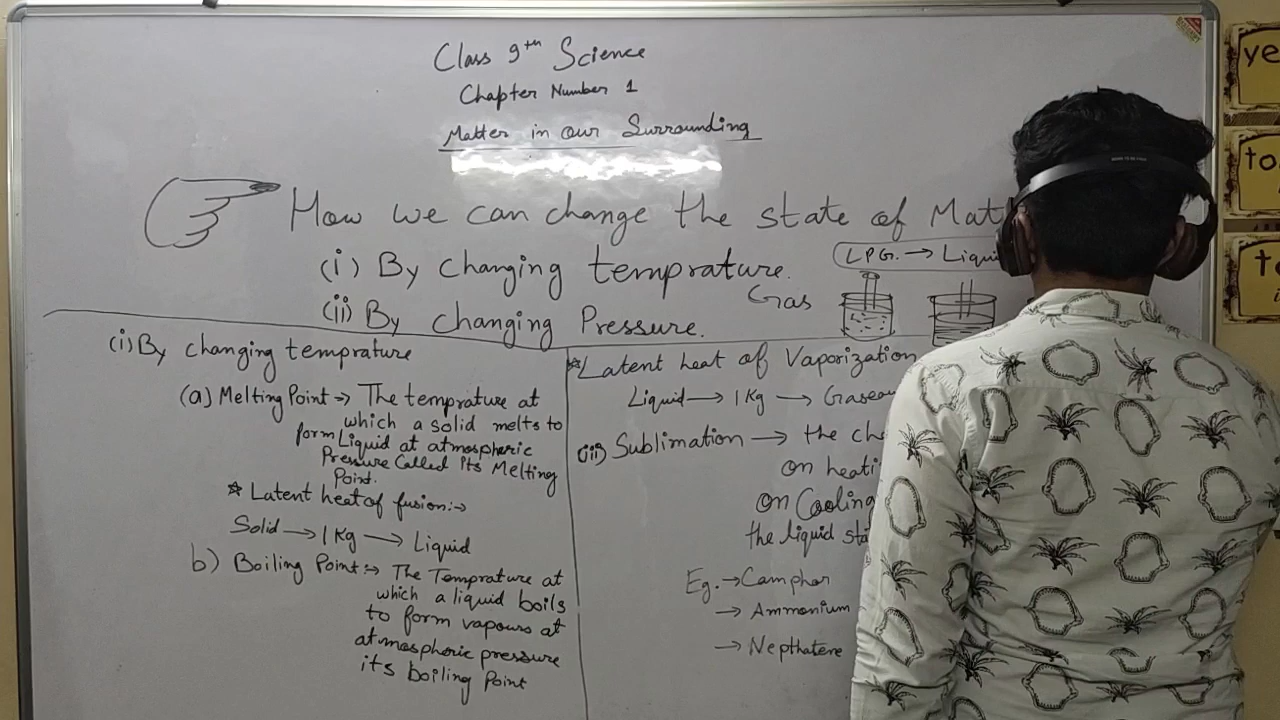 Class 9th Science
Chapter Number 1
Matter in our Surrounding
How we can change the state of Mat
(i) By changing temprature.
(ii) By changing Pressure.
LPG. → Liqui
Gas
(i) By changing temprature
(a) Melting Point → The temprature at
which a solid melts to
form Liquid at atmospheric
Pressure Called its Melting
Point.
* Latent heat of fusion:→
Solid → 1 Kg → Liquid
b) Boiling Point:→ The Temprature at
which a liquid boils
to form vapours at
atmospheric pressure
its boiling Point
* Latent heat of Vaporization
Liquid → 1 Kg → Gaseou
(iii) Sublimation → the ch
on heati
on Cooling
the liquid sta
Eg. → Camphor
→ Ammonium
→ Nepthalene
ye
to
to